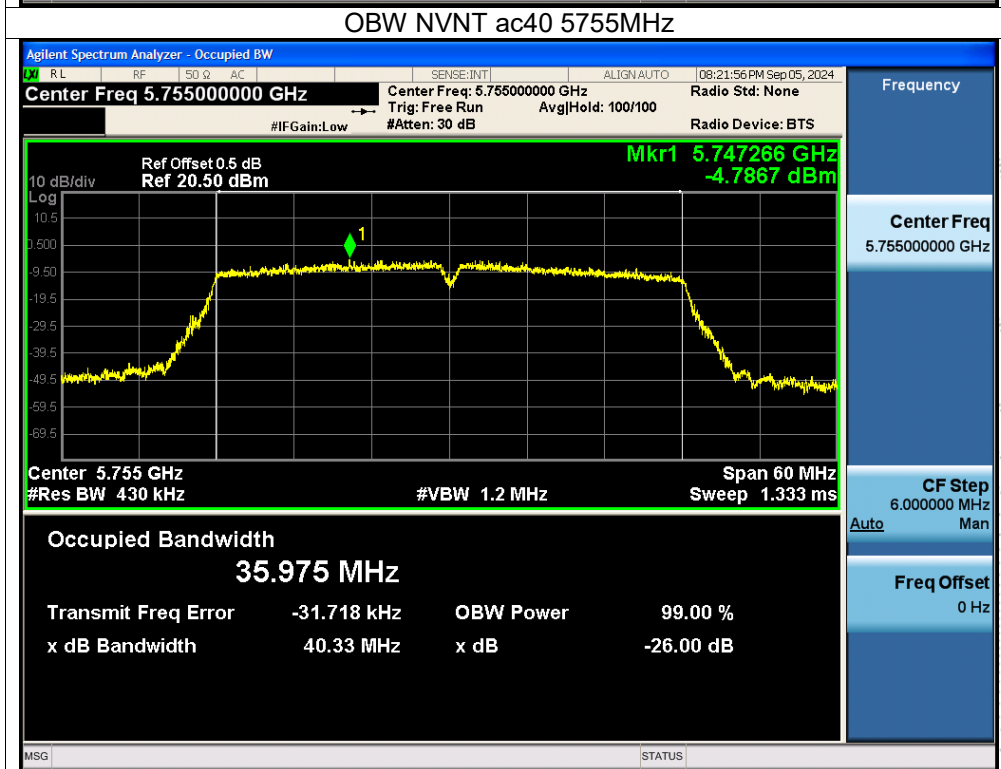 OBW NVNT ac40 5755MHz
Agilent Spectrum Analyzer - Occupied BW
LXI RL RF 50 Ω AC SENSE:INT ALIGN AUTO 08:21:56 PM Sep 05, 2024
Center Freq 5.755000000 GHz
Center Freq: 5.755000000 GHz
Radio Std: None
Trig: Free Run Avg|Hold: 100/100
#IFGain:Low
#Atten: 30 dB
Radio Device: BTS
Frequency
Mkr1 5.747266 GHz
-4.7867 dBm
Ref Offset 0.5 dB
10 dB/div Ref 20.50 dBm
Log
10.5
0.500
-9.50
-19.5
-29.5
-39.5
-49.5
-59.5
-69.5
1
Center 5.755 GHz
Span 60 MHz
#Res BW 430 kHz
#VBW 1.2 MHz
Sweep 1.333 ms
Occupied Bandwidth
35.975 MHz
Transmit Freq Error -31.718 kHz OBW Power 99.00 %
x dB Bandwidth 40.33 MHz x dB -26.00 dB
Center Freq
5.755000000 GHz
CF Step
6.000000 MHz
Auto Man
Freq Offset
0 Hz
MSG
STATUS